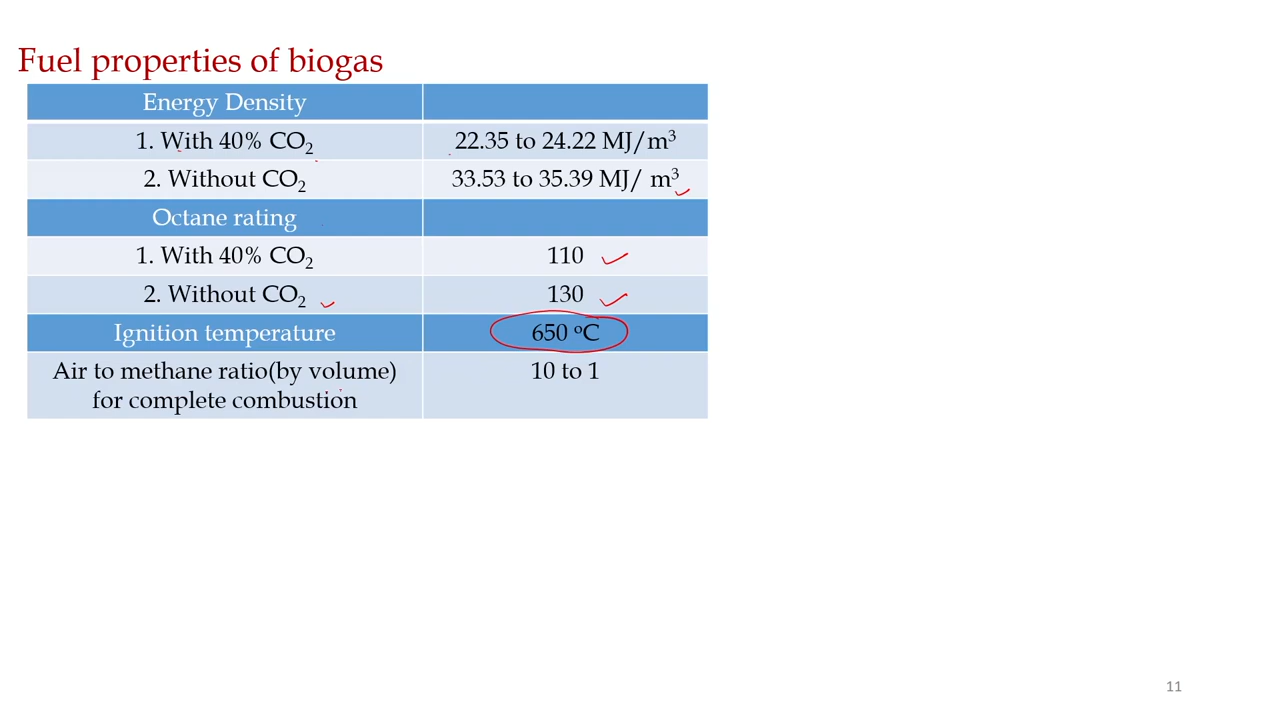 Fuel properties of biogas
Energy Density
1. With 40% CO₂ 22.35 to 24.22 MJ/m³
2. Without CO₂ 33.53 to 35.39 MJ/ m³
Octane rating
1. With 40% CO₂ 110
2. Without CO₂ 130
Ignition temperature 650 ºC
Air to methane ratio(by volume) 10 to 1
for complete combustion
11